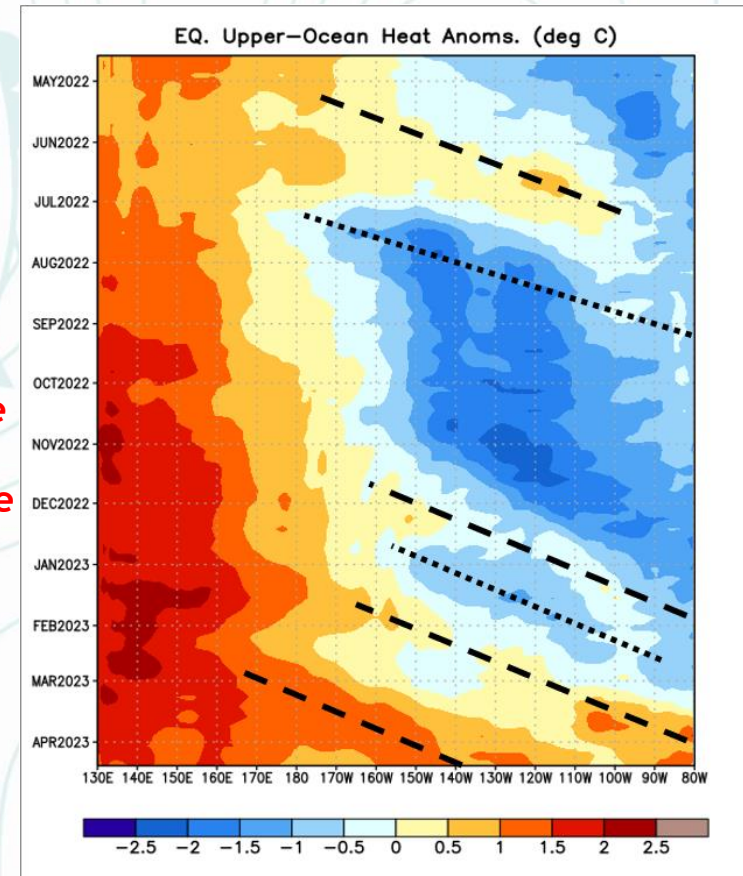 EQ. Upper-Ocean Heat Anoms. (deg C)
MAY2022
JUN2022
JUL2022
AUG2022
SEP2022
OCT2022
NOV2022
DEC2022
JAN2023
FEB2023
MAR2023
APR2023
130E 140E 150E 160E 170E 180 170W 160W 150W 140W 130W 120W 110W 100W 90W 80W
-2.5 -2 -1.5 -1 -0.5 0 0.5 1 1.5 2 2.5
e
e